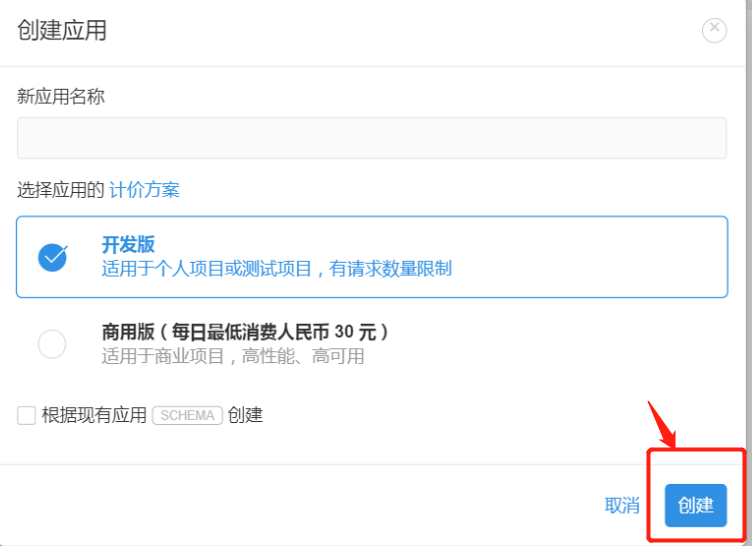 创建应用
新应用名称
选择应用的 计价方案
开发版
适用于个人项目或测试项目，有请求数量限制
商用版（每日最低消费人民币 30 元）
适用于商业项目，高性能、高可用
根据现有应用 SCHEMA 创建
取消 创建